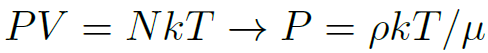 PV = NkT → P = ρkT/μ